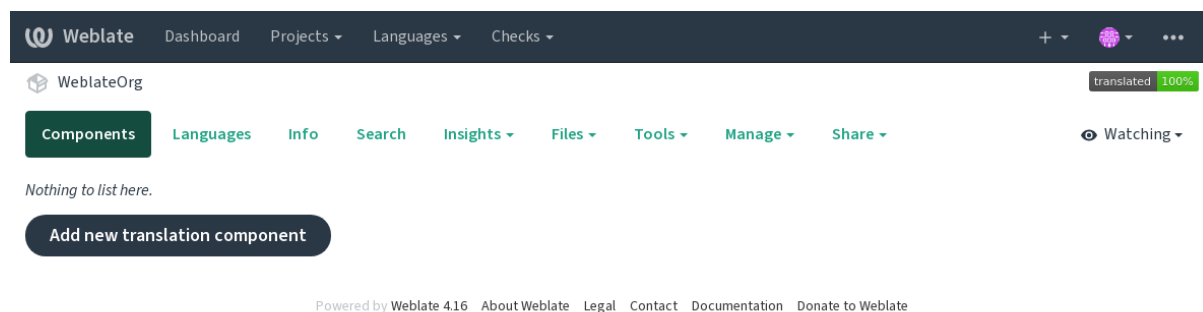 Weblate Dashboard Projects Languages Checks
WeblateOrg translated 100%
Components Languages Info Search Insights Files Tools Manage Share Watching
Nothing to list here.
Add new translation component
Powered by Weblate 4.16 About Weblate Legal Contact Documentation Donate to Weblate